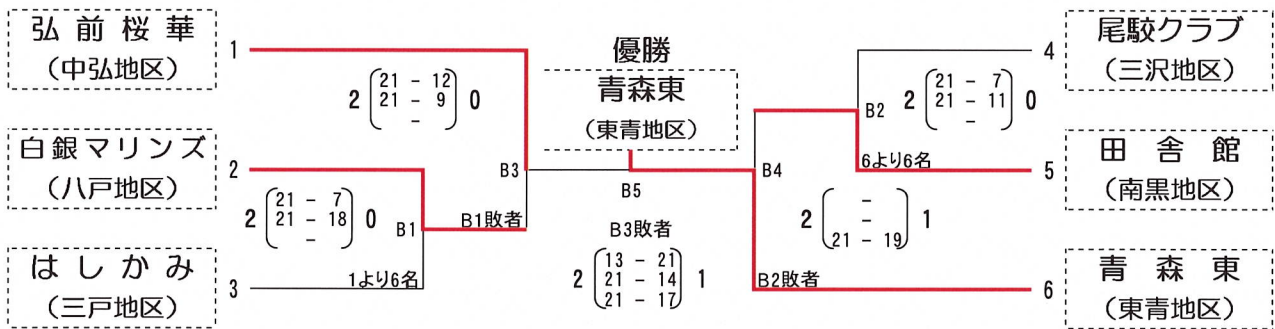 弘前桜華
（中弘地区）
1
白銀マリンズ
（八戸地区）
2
はしかみ
（三戸地区）
3
2 21 - 12 0
21 - 9
-
2 21 - 7 0
21 - 18
-
B1
B1敗者
1より6名
B3
優勝
青森東
（東青地区）
B5
B3敗者
2 13 - 21 1
21 - 14
21 - 17
B4
B2
2 21 - 7 0
21 - 11
-
6より6名
2 - 1
-
21 - 19
B2敗者
4
尾駮クラブ
（三沢地区）
5
田舎館
（南黒地区）
6
青森東
（東青地区）